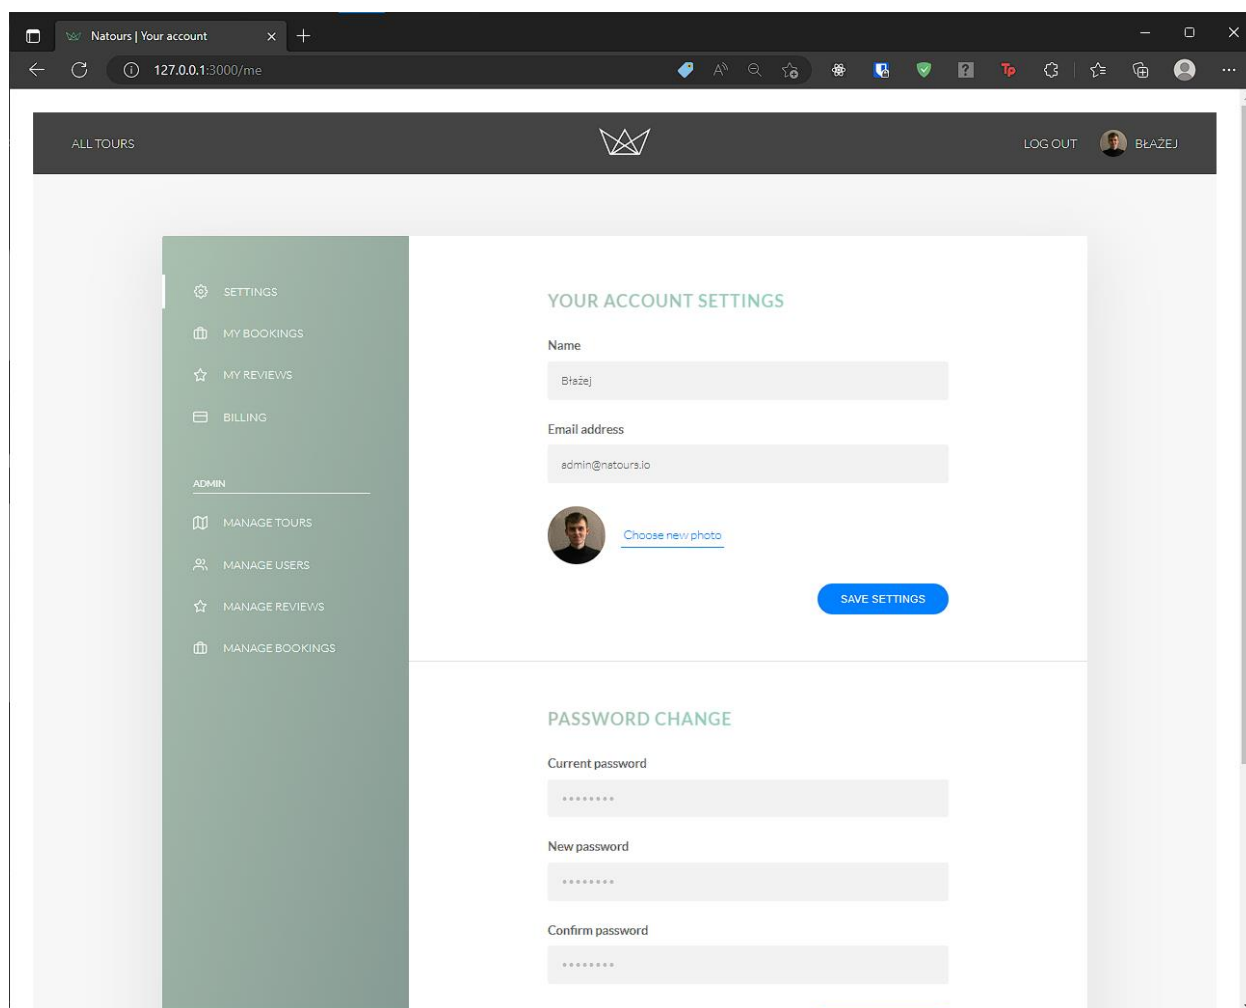 Natours | Your account
127.0.0.1:3000/me
ALL TOURS
LOG OUT
BŁAŻEJ
SETTINGS
MY BOOKINGS
MY REVIEWS
BILLING
ADMIN
MANAGE TOURS
MANAGE USERS
MANAGE REVIEWS
MANAGE BOOKINGS
YOUR ACCOUNT SETTINGS
Name
Błażej
Email address
admin@natours.io
Choose new photo
SAVE SETTINGS
PASSWORD CHANGE
Current password
••••••••
New password
••••••••
Confirm password
••••••••